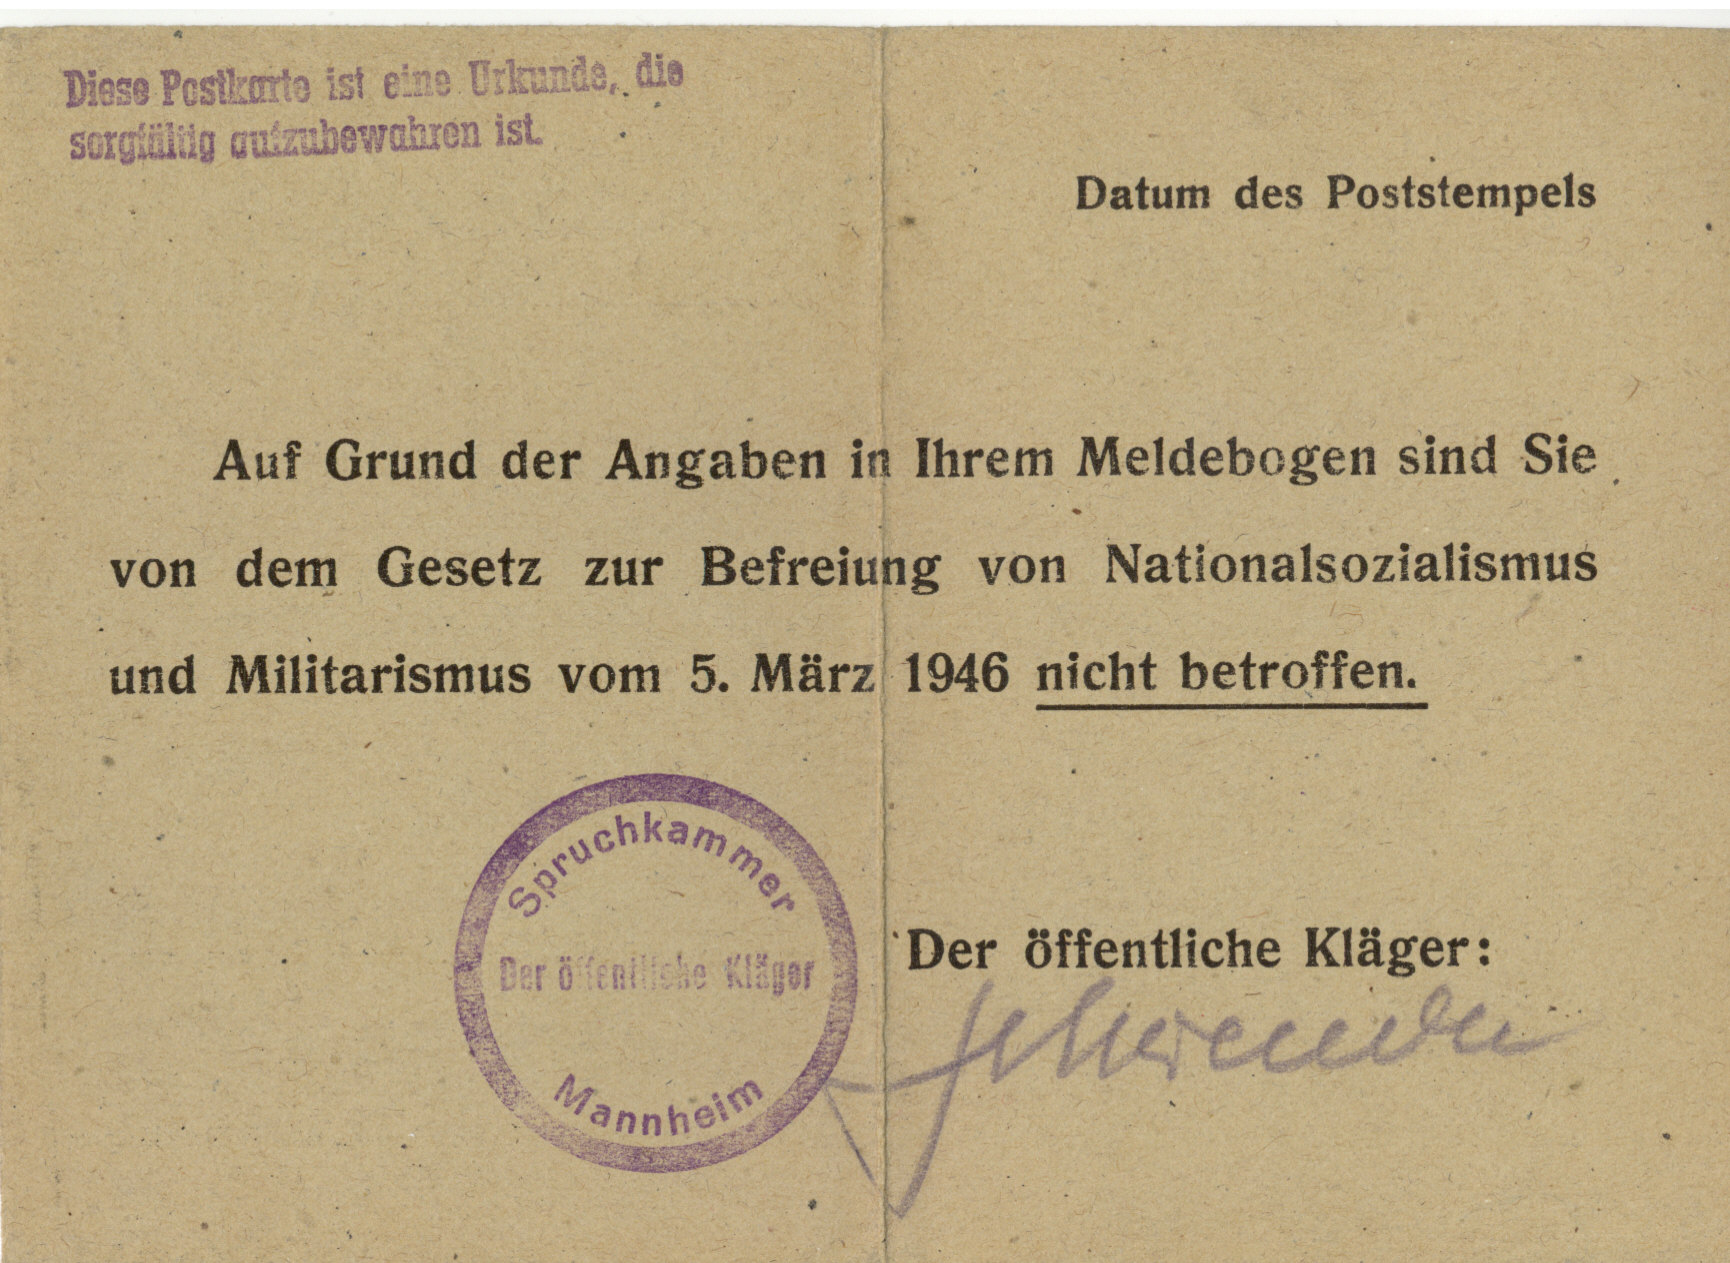 Diese Postkarte ist eine Urkunde, die
sorgfältig aufzubewahren ist.
Datum des Poststempels
Auf Grund der Angaben in Ihrem Meldebogen sind Sie
von dem Gesetz zur Befreiung von Nationalsozialismus
und Militarismus vom 5. März 1946 nicht betroffen.
Spruchkammer
Der öffentliche Kläger
Mannheim
Der öffentliche Kläger: